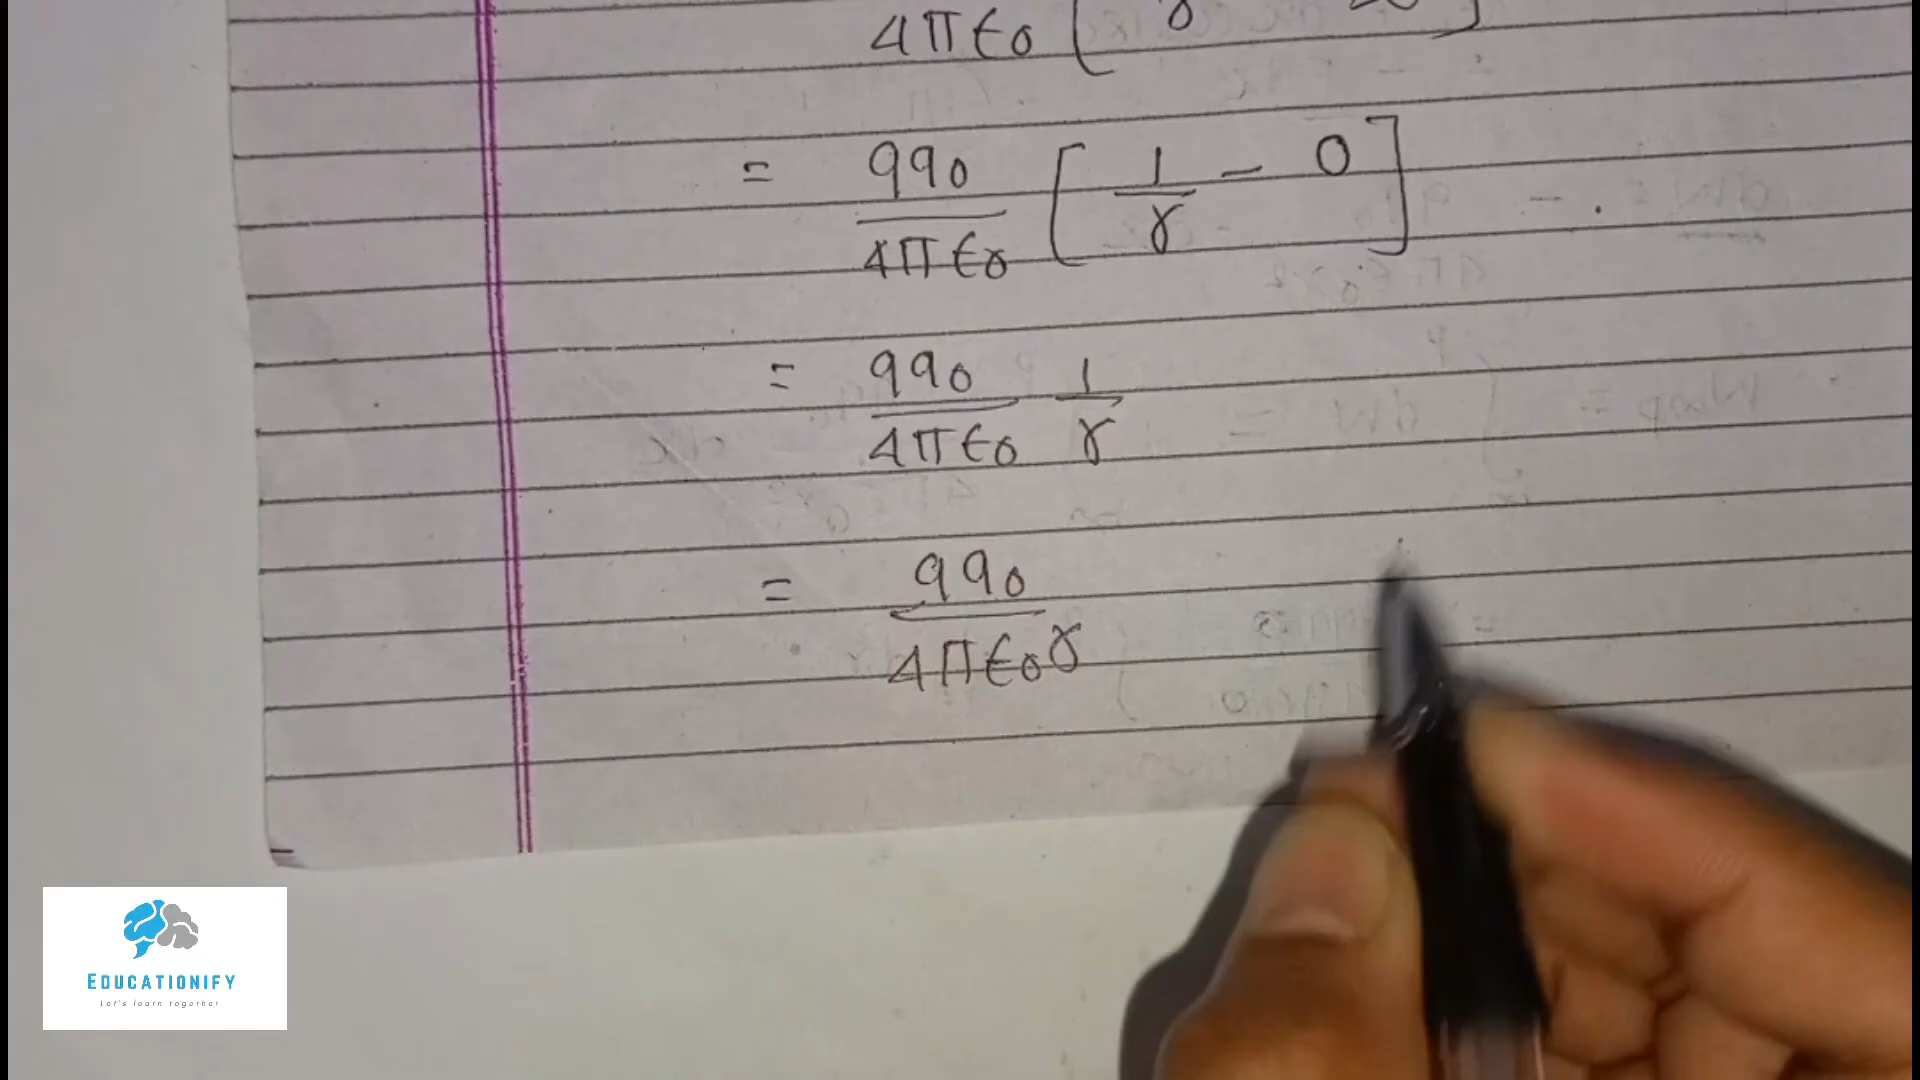 4πε₀ [ r
= qq₀/4πε₀ [ 1/r - 0 ]
= qq₀/4πε₀ 1/r
= qq₀/4πε₀r
EDUCATIONIFY
Let's learn together